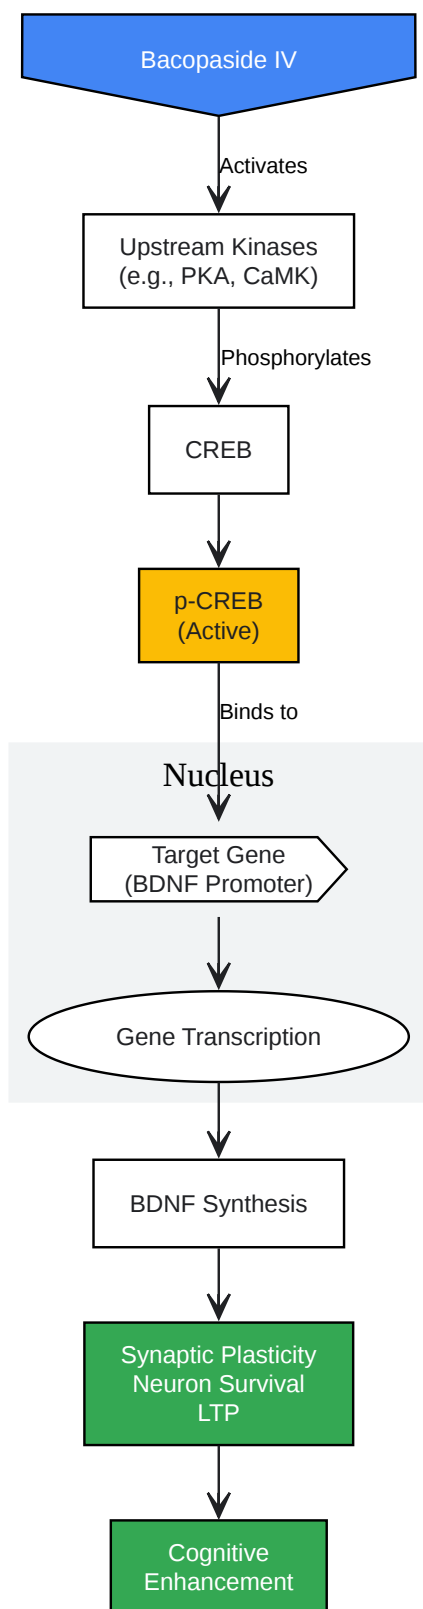 Bacopaside IV
Activates
Upstream Kinases
(e.g., PKA, CaMK)
Phosphorylates
CREB
p-CREB
(Active)
Binds to
Nucleus
Target Gene
(BDNF Promoter)
Gene Transcription
BDNF Synthesis
Synaptic Plasticity
Neuron Survival
LTP
Cognitive
Enhancement